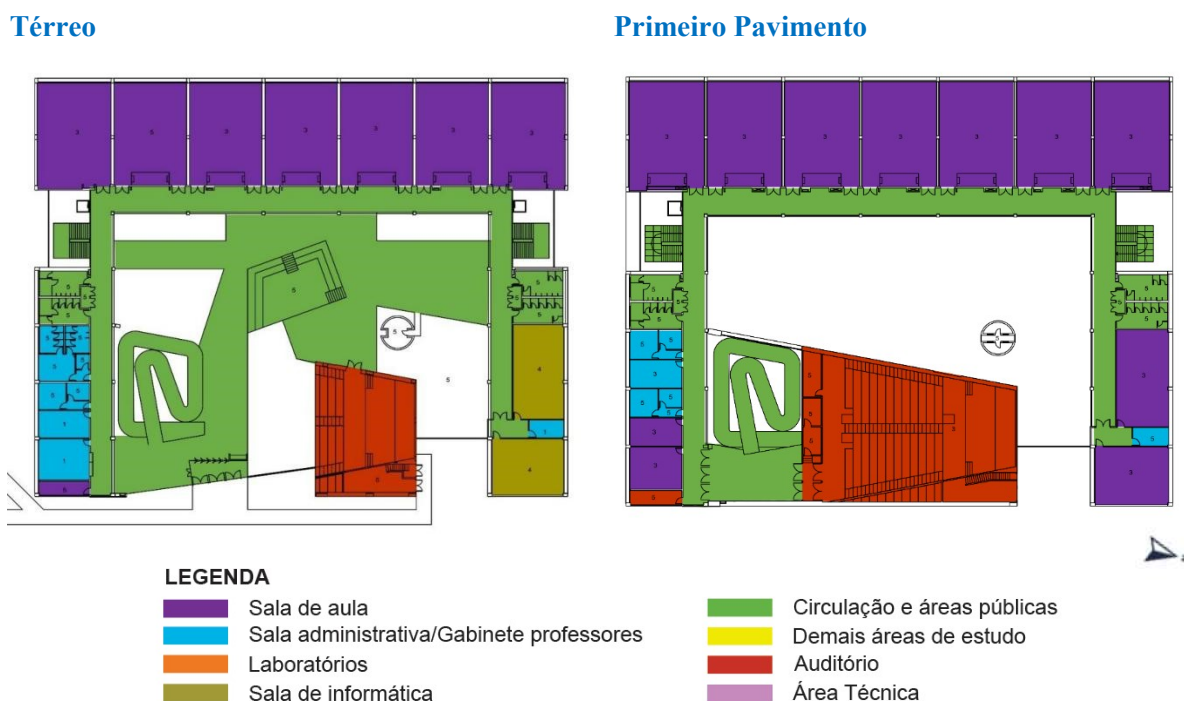 Térreo
Primeiro Pavimento
LEGENDA
Sala de aula
Sala administrativa/Gabinete professores
Laboratórios
Sala de informática
Circulação e áreas públicas
Demais áreas de estudo
Auditório
Área Técnica